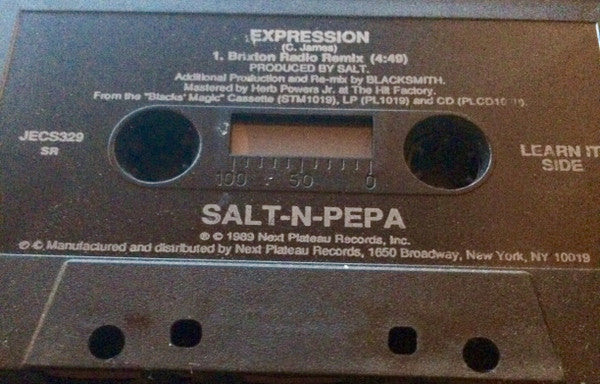 EXPRESSION
(C. James)
1. Brixton Radio Remix (4:40)
PRODUCED BY SALT.
Additional Production and Re-mix by BLACKSMITH.
Mastered by Herb Powers Jr. at The Hit Factory.
From the "Blacks' Magic" Cassette (STM1019), LP (PL1019) and CD
JECS329
SR
LEARN IT
SIDE
100 50 0
SALT-N-PEPA
℗ © 1989 Next Plateau Records, Inc.
℗ © Manufactured and distributed by Next Plateau Records, 1650 Broadway, New York, NY 10019